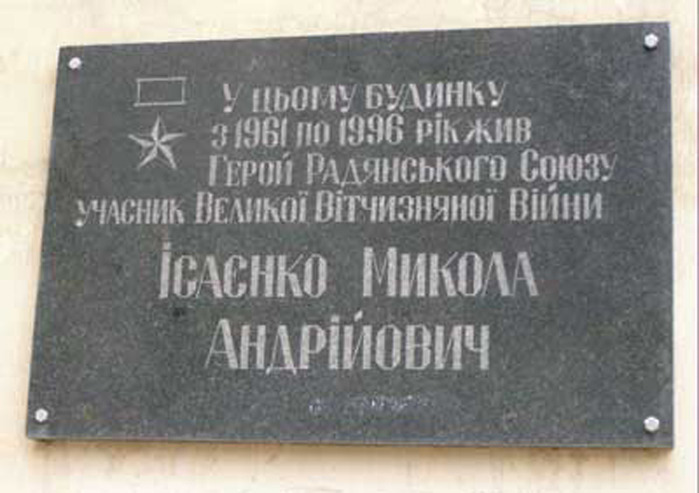 У цьому будинку
з 1961 по 1996 рік жив
Герой Радянського Союзу
учасник Великої Вітчизняної Війни
Ісаєнко Микола
Андрійович